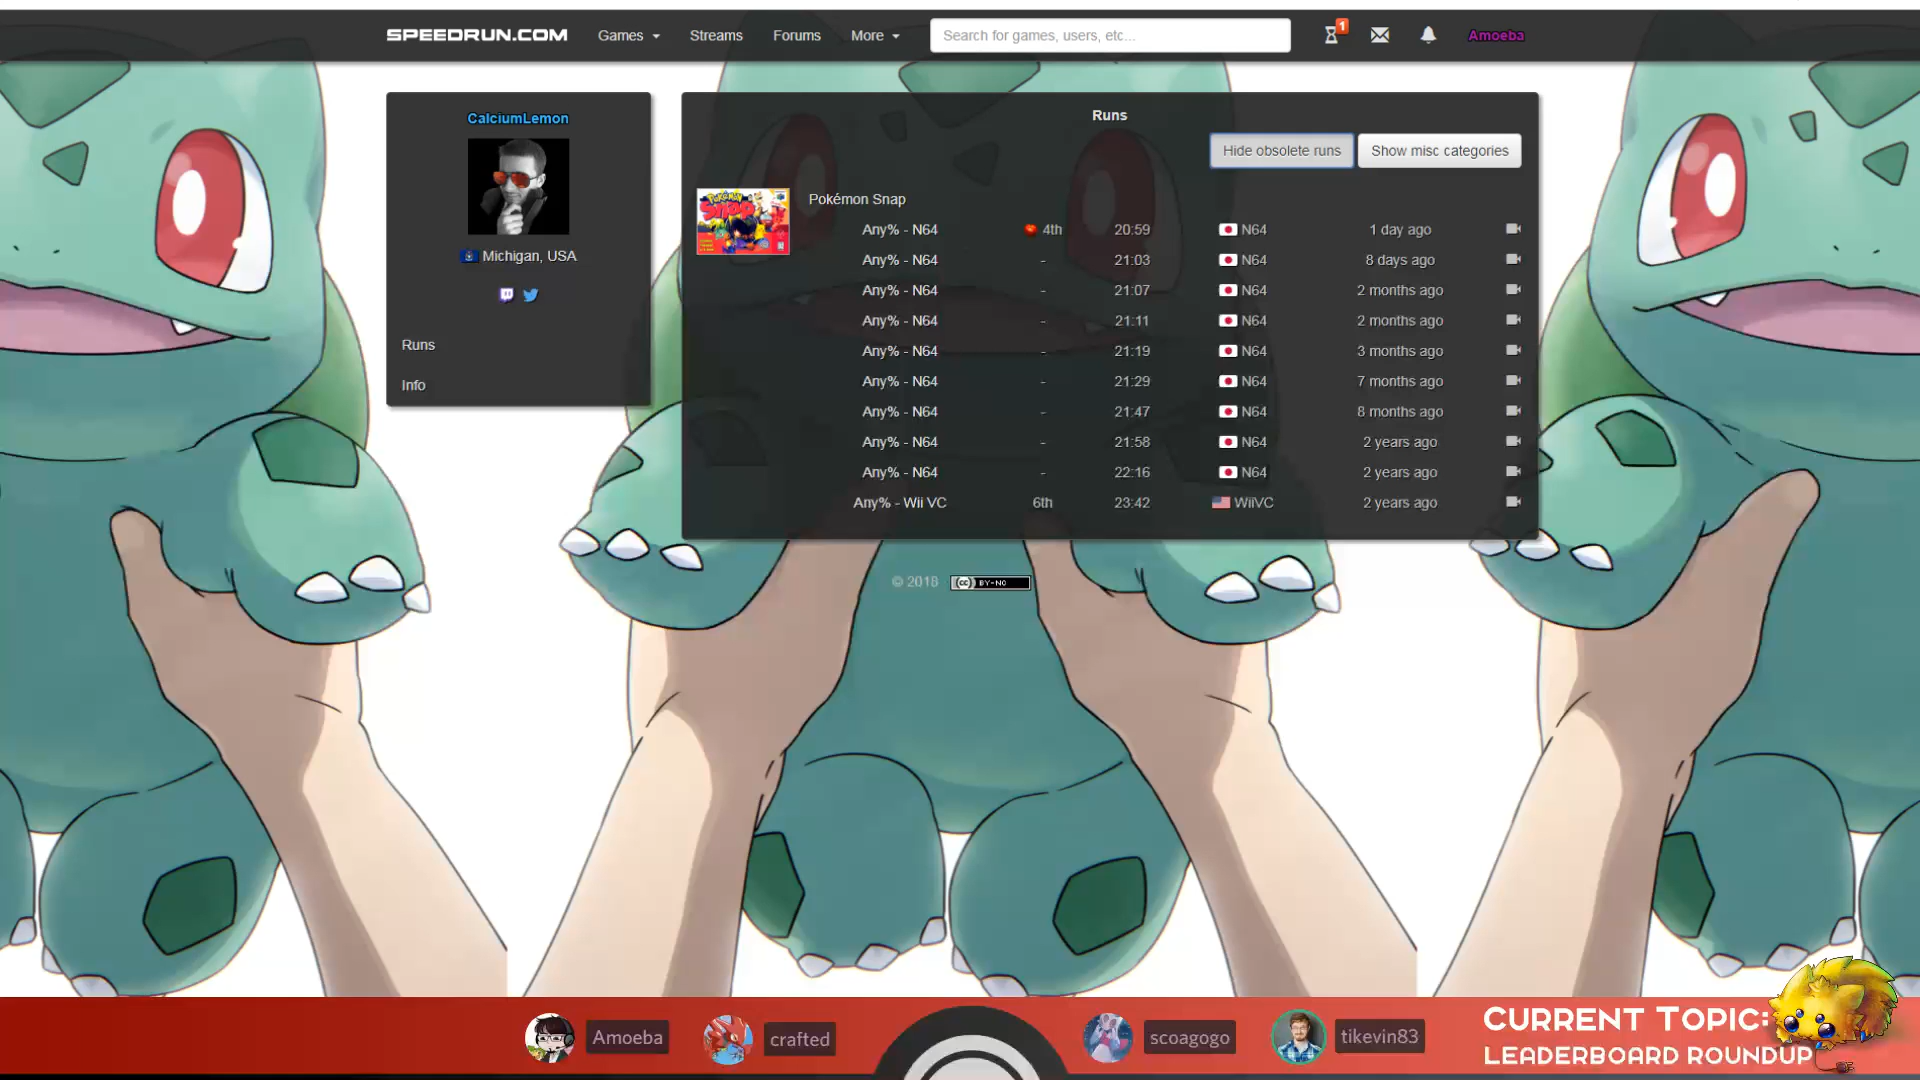 SPEEDRUN.COM Games Streams Forums More Search for games, users, etc... 1 Amoeba
CalciumLemon
Michigan, USA
Runs
Info
Runs
Hide obsolete runs Show misc categories
Pokémon Snap
Any% - N64 4th 20:59 N64 1 day ago
Any% - N64 - 21:03 N64 8 days ago
Any% - N64 - 21:07 N64 2 months ago
Any% - N64 - 21:11 N64 2 months ago
Any% - N64 - 21:19 N64 3 months ago
Any% - N64 - 21:29 N64 7 months ago
Any% - N64 - 21:47 N64 8 months ago
Any% - N64 - 21:58 N64 2 years ago
Any% - N64 - 22:16 N64 2 years ago
Any% - Wii VC 6th 23:42 WiiVC 2 years ago
© 2018 cc BY-NC
Amoeba crafted scoagogo tikevin83
CURRENT TOPIC:
LEADERBOARD ROUNDUP